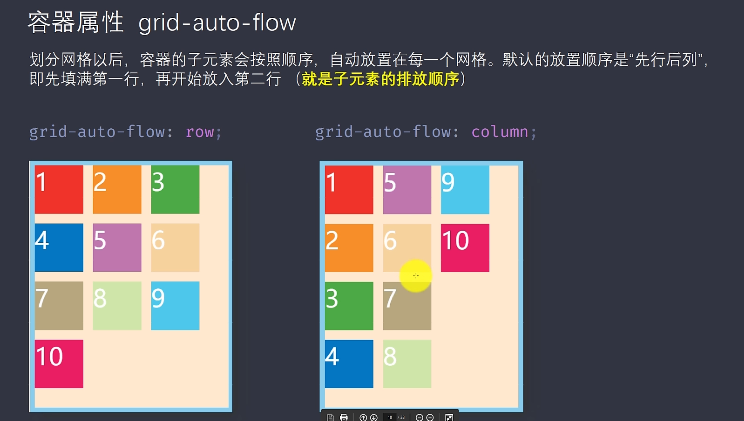 容器属性 grid-auto-flow
划分网格以后，容器的子元素会按照顺序，自动放置在每一个网格。默认的放置顺序是“先行后列”，
即先填满第一行，再开始放入第二行 （就是子元素的排放顺序）
grid-auto-flow: row;
grid-auto-flow: column;
1 2 3
4 5 6
7 8 9
10
1 5 9
2 6 10
3 7
4 8